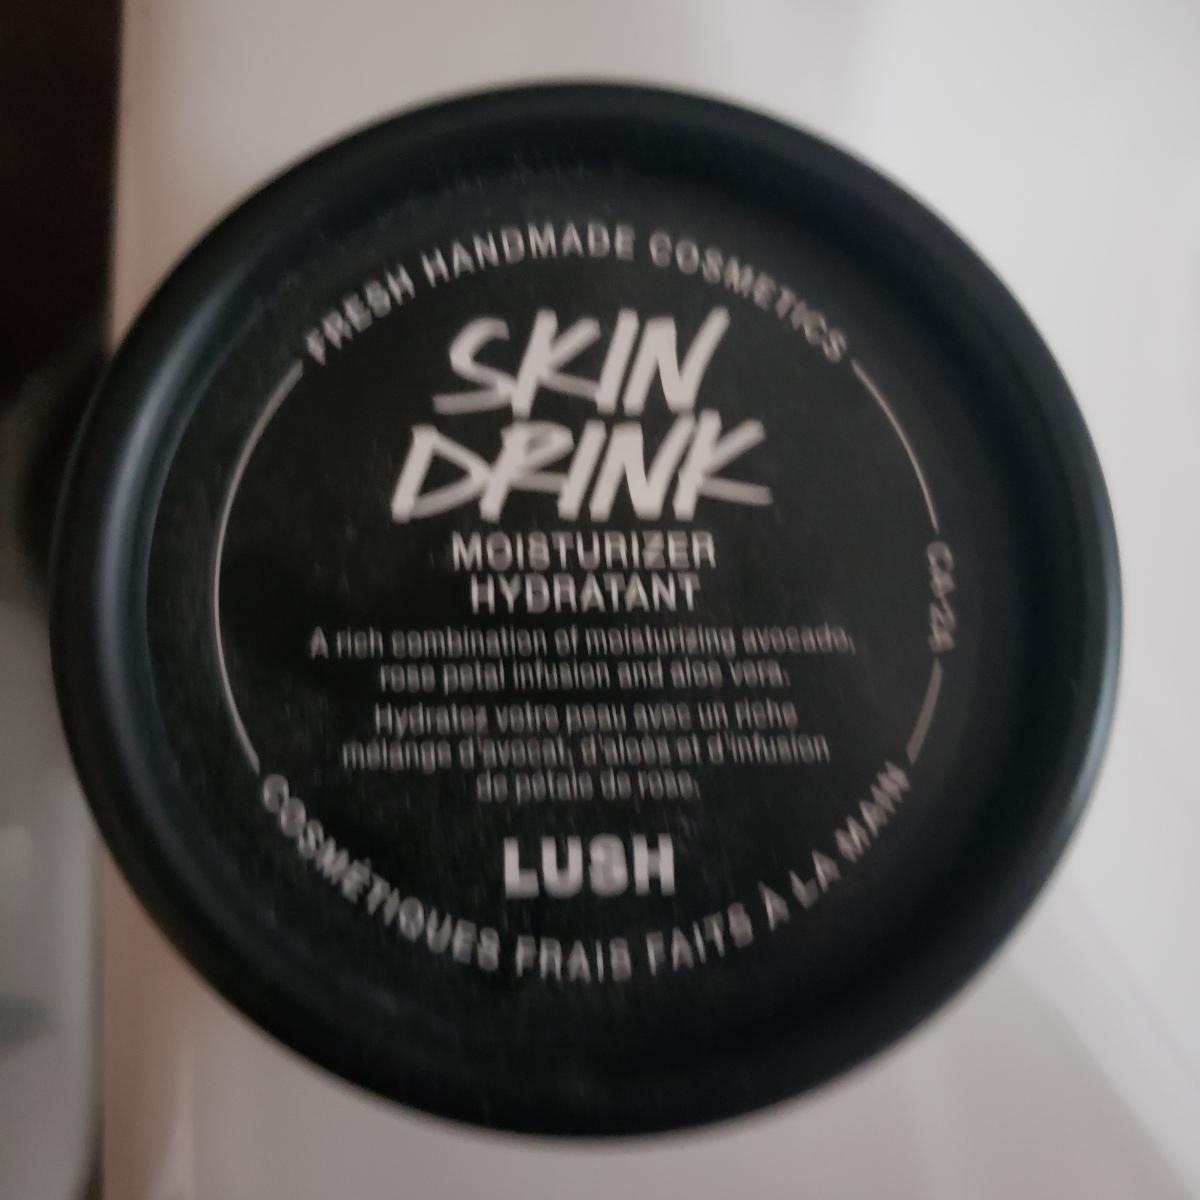 FRESH HANDMADE COSMETICS
SKIN
DRINK
MOISTURIZER
HYDRATANT
A rich combination of moisturizing avocado,
rose petal infusion and aloe vera.
Hydratez votre peau avec un riche
mélange d'avocat, d'aloès et d'infusion
de pétale de rose.
LUSH
COSMÉTIQUES FRAIS FAITS À LA MAIN